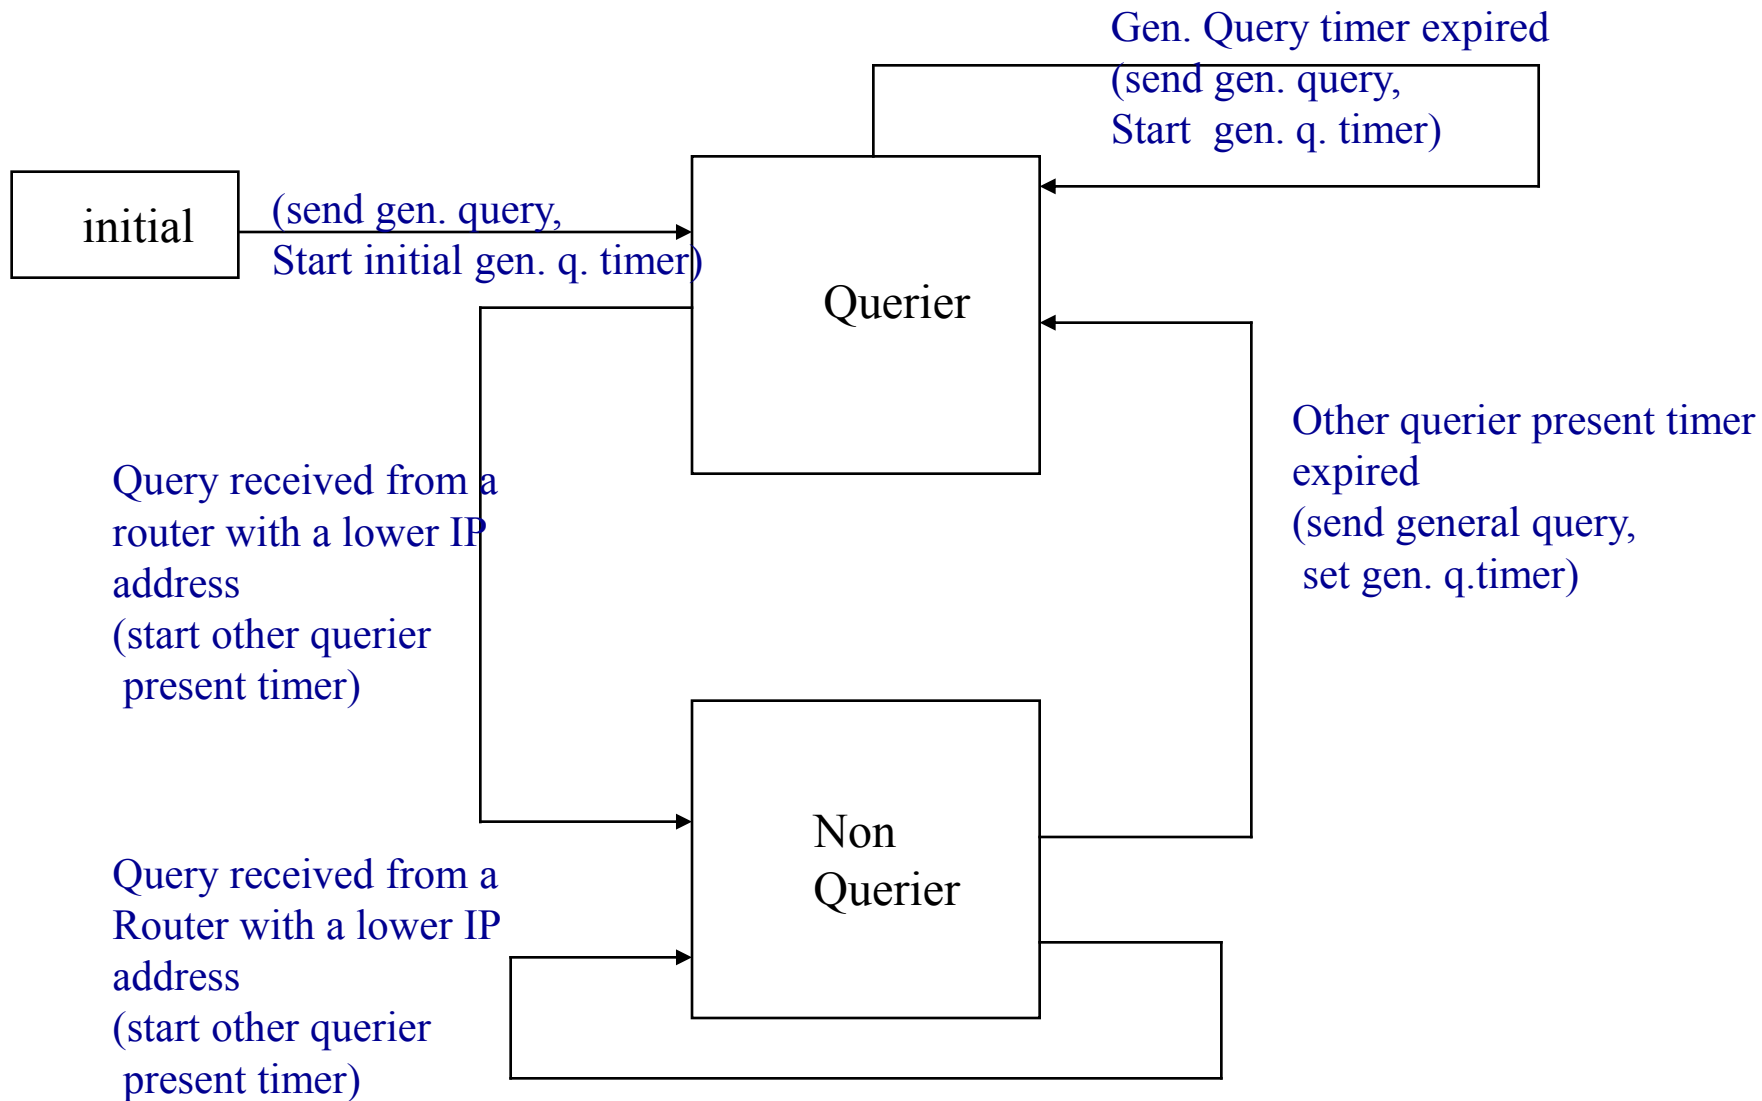 Gen. Query timer expired
(send gen. query,
Start gen. q. timer)
initial
(send gen. query,
Start initial gen. q. timer)
Querier
Other querier present timer
expired
(send general query,
set gen. q.timer)
Query received from a
router with a lower IP
address
(start other querier
present timer)
Non
Querier
Query received from a
Router with a lower IP
address
(start other querier
present timer)